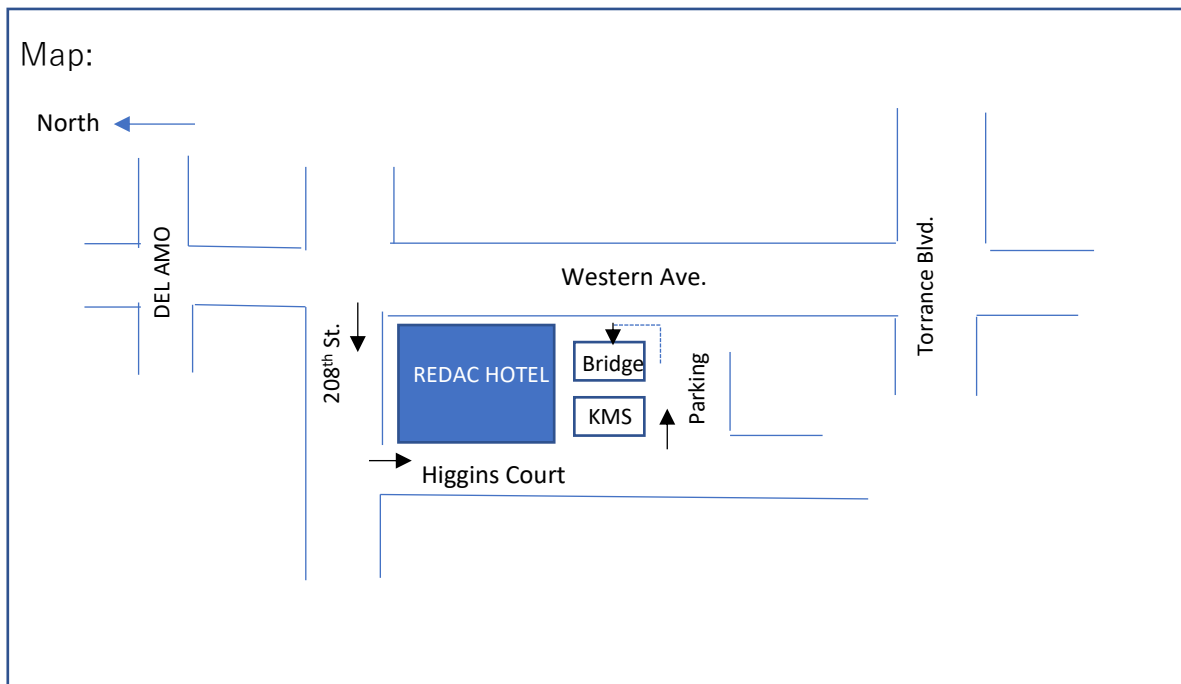 Map:
North
DEL AMO
Western Ave.
Torrance Blvd.
208th St.
REDAC HOTEL
Bridge
Parking
KMS
Higgins Court